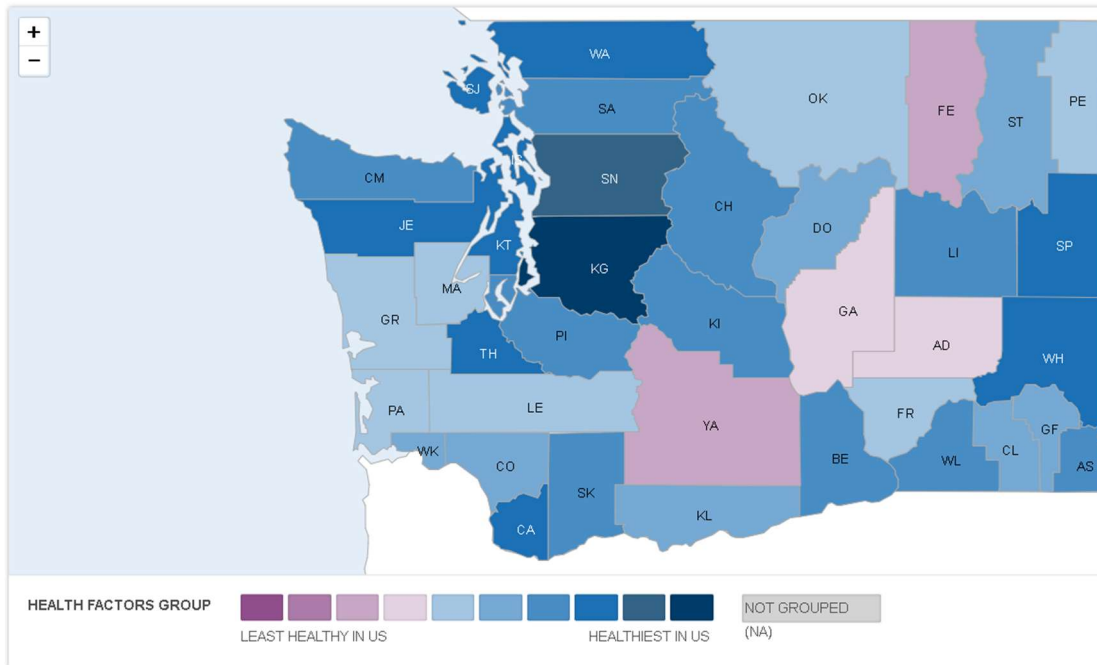 +
−
WA
SJ
OK
PE
SA
FE
ST
IS
CM
SN
CH
JE
DO
KT
LI
SP
KG
MA
GA
GR
KI
PI
AD
TH
WH
LE
PA
YA
FR
GF
WK
CO
BE
WL
CL
AS
SK
KL
CA
HEALTH FACTORS GROUP
NOT GROUPED
(NA)
LEAST HEALTHY IN US
HEALTHIEST IN US